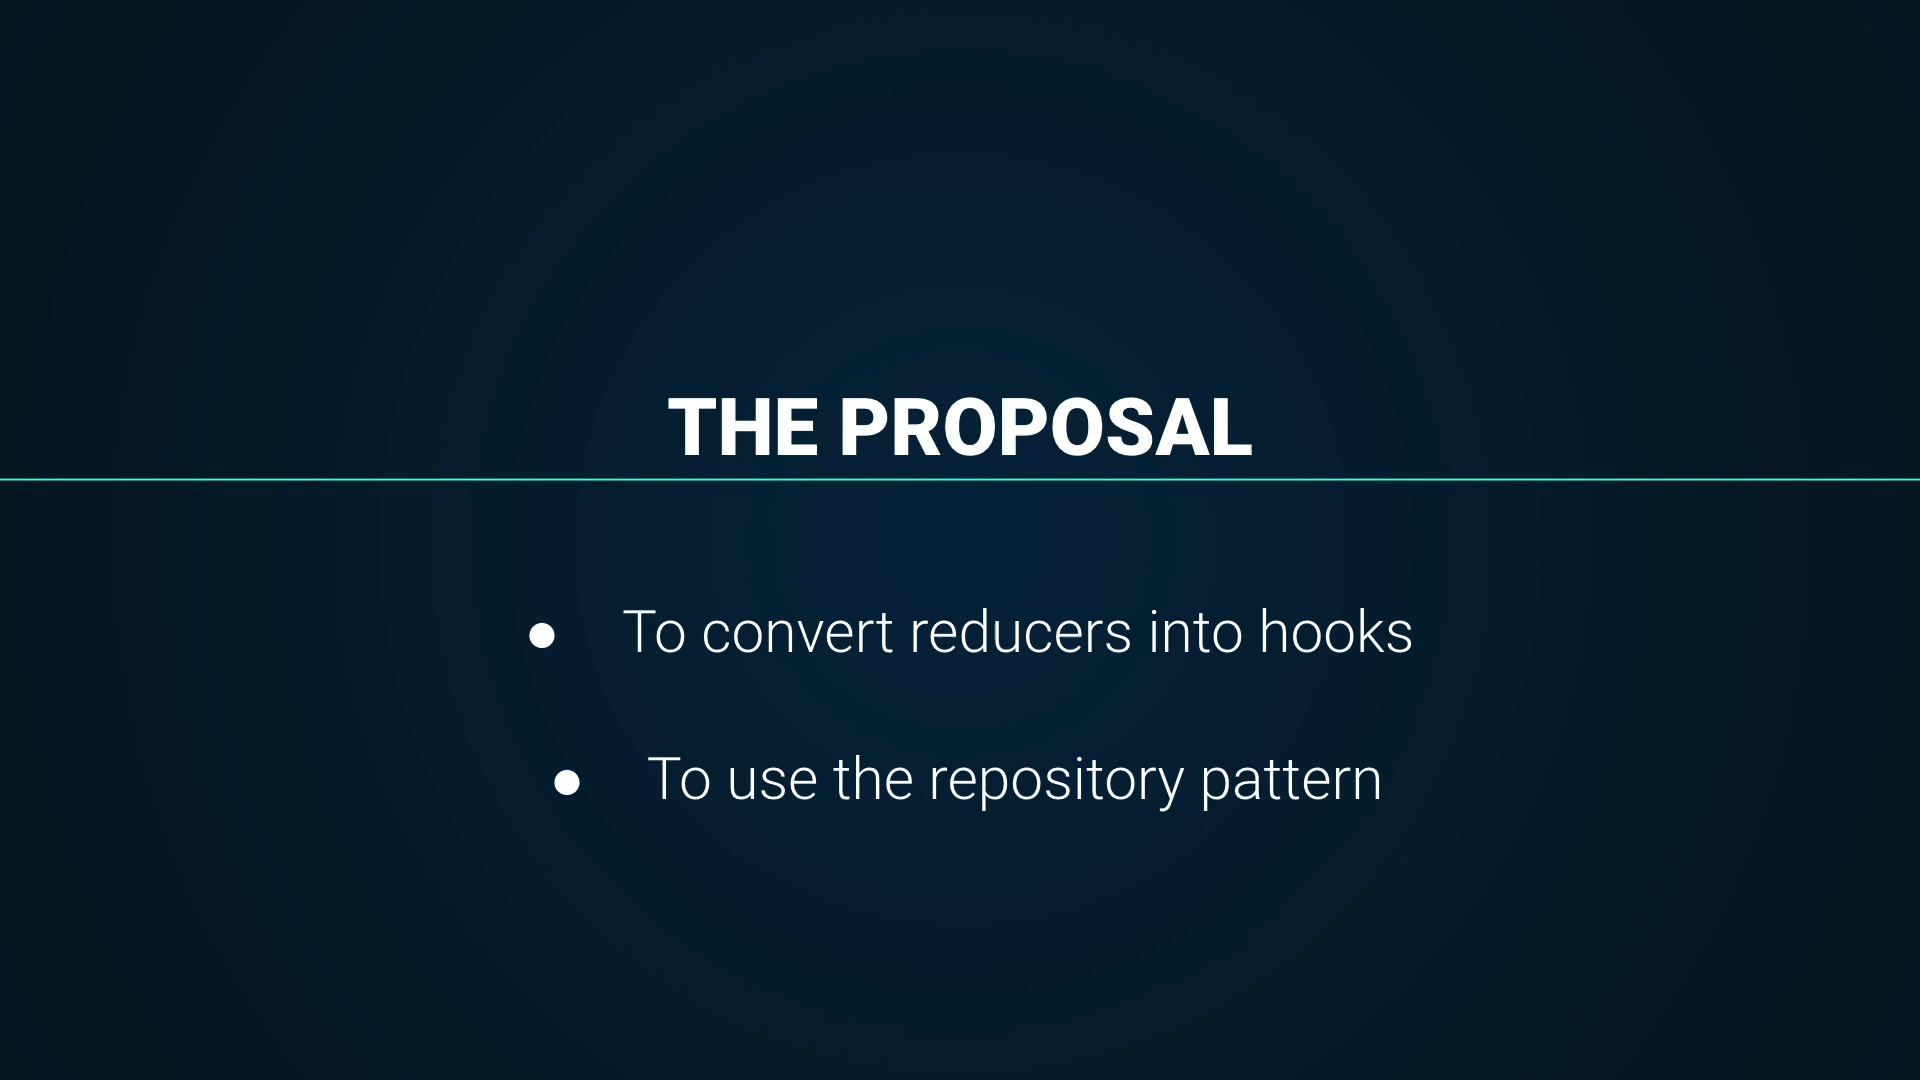 THE PROPOSAL
● To convert reducers into hooks
● To use the repository pattern